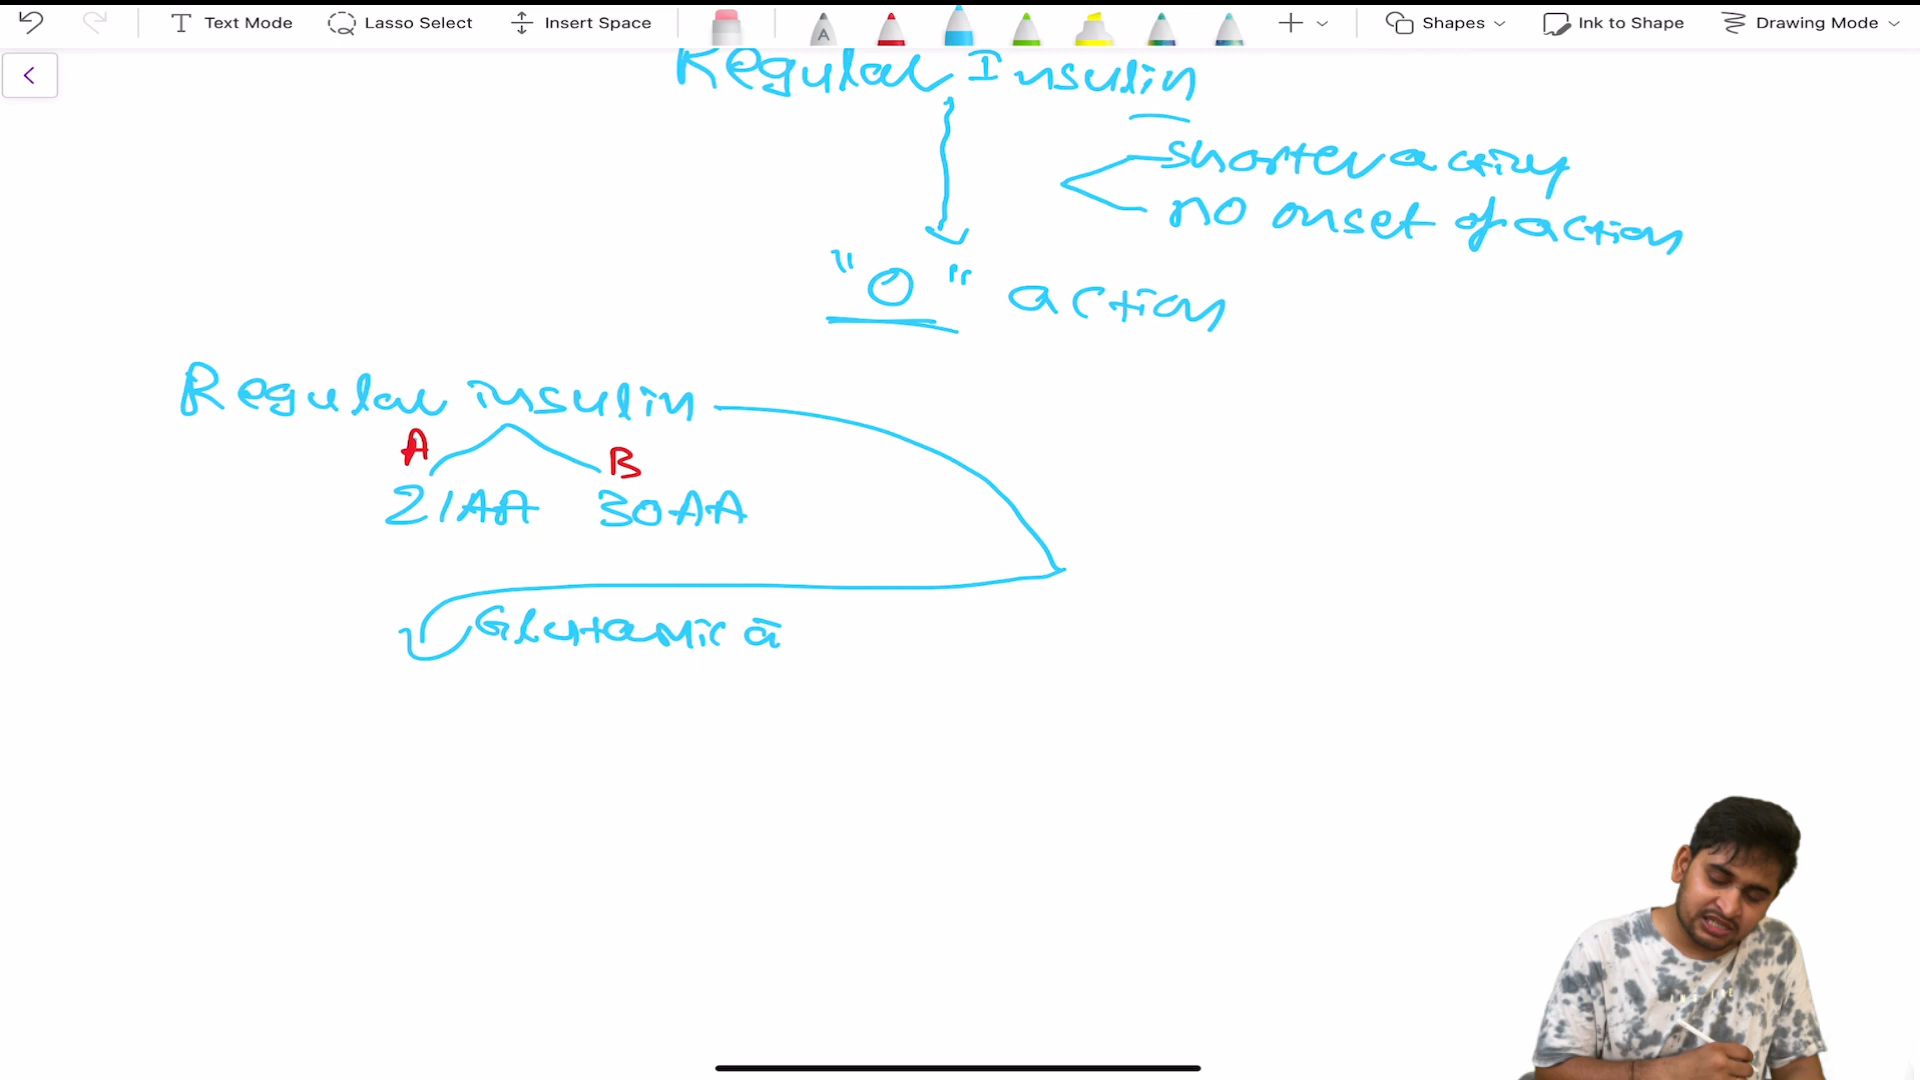 Text Mode Lasso Select Insert Space Shapes Ink to Shape Drawing Mode
Regular Insulin
shorter acting
no onset of action
"O" action
Regular insulin
A B
21AA 30AA
Glutamic a